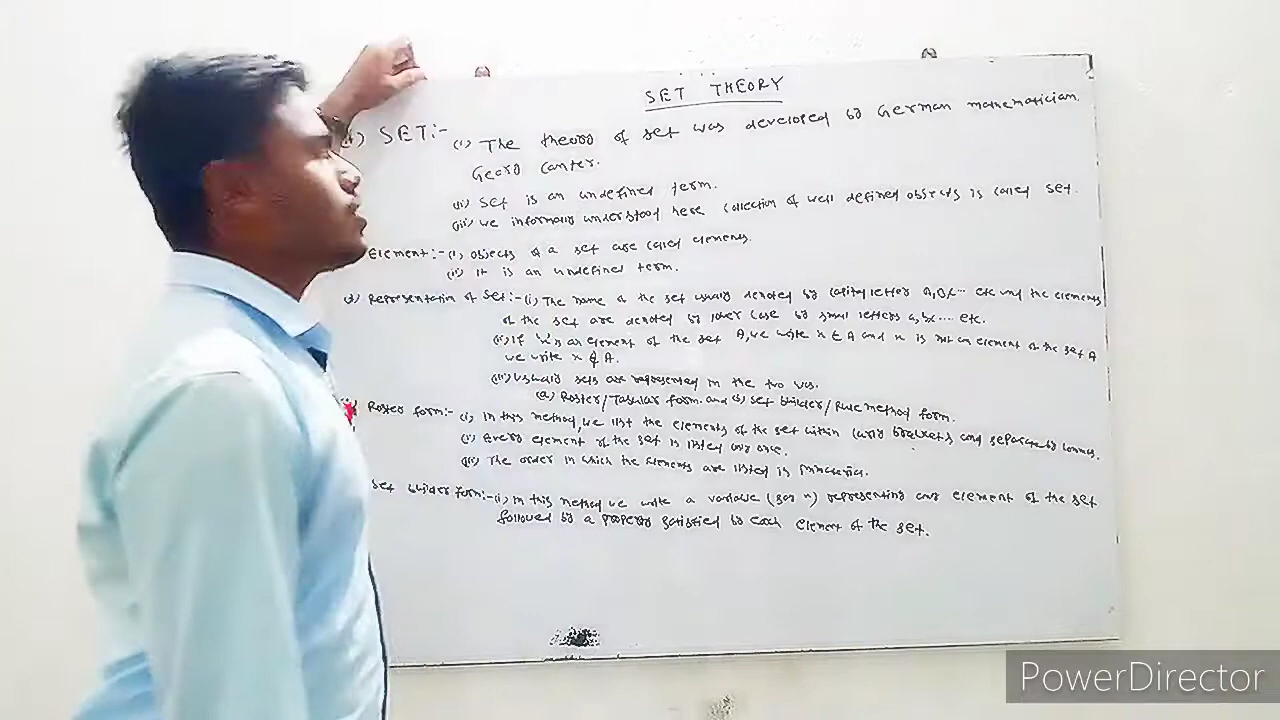 SET THEORY
SET:- (i) The theory of set was developed by German mathematician.
Georg Canter.
(ii) Set is an undefined term.
(iii) we informally understood here collection of well defined objects is called set.
Element:- (i) objects of a set are called elements.
(ii) It is an undefined term.
Representation of Set:- (i) The name of the set usually denoted by capital letter A, B, etc and the elements
of the set are denoted by lower case by small letters a, b, etc.
(ii) If 'x' is an element of the set A, we write x ∈ A and x is not an element of the set A
we write x ∉ A.
(iii) Usually sets are represented in the two
(a) Roster/Tabular form and (b) set builder/Rule method form.
Roster form:- (i) In this method, we list the elements of the set within curly brackets and separate by commas.
(ii) Every element of the set is listed only once.
(iii) The order in which the elements are listed is
Set builder form:- (i) In this method we write a variable (say x) representing any element of the set
followed by a property satisfied by each element of the set.
PowerDirector